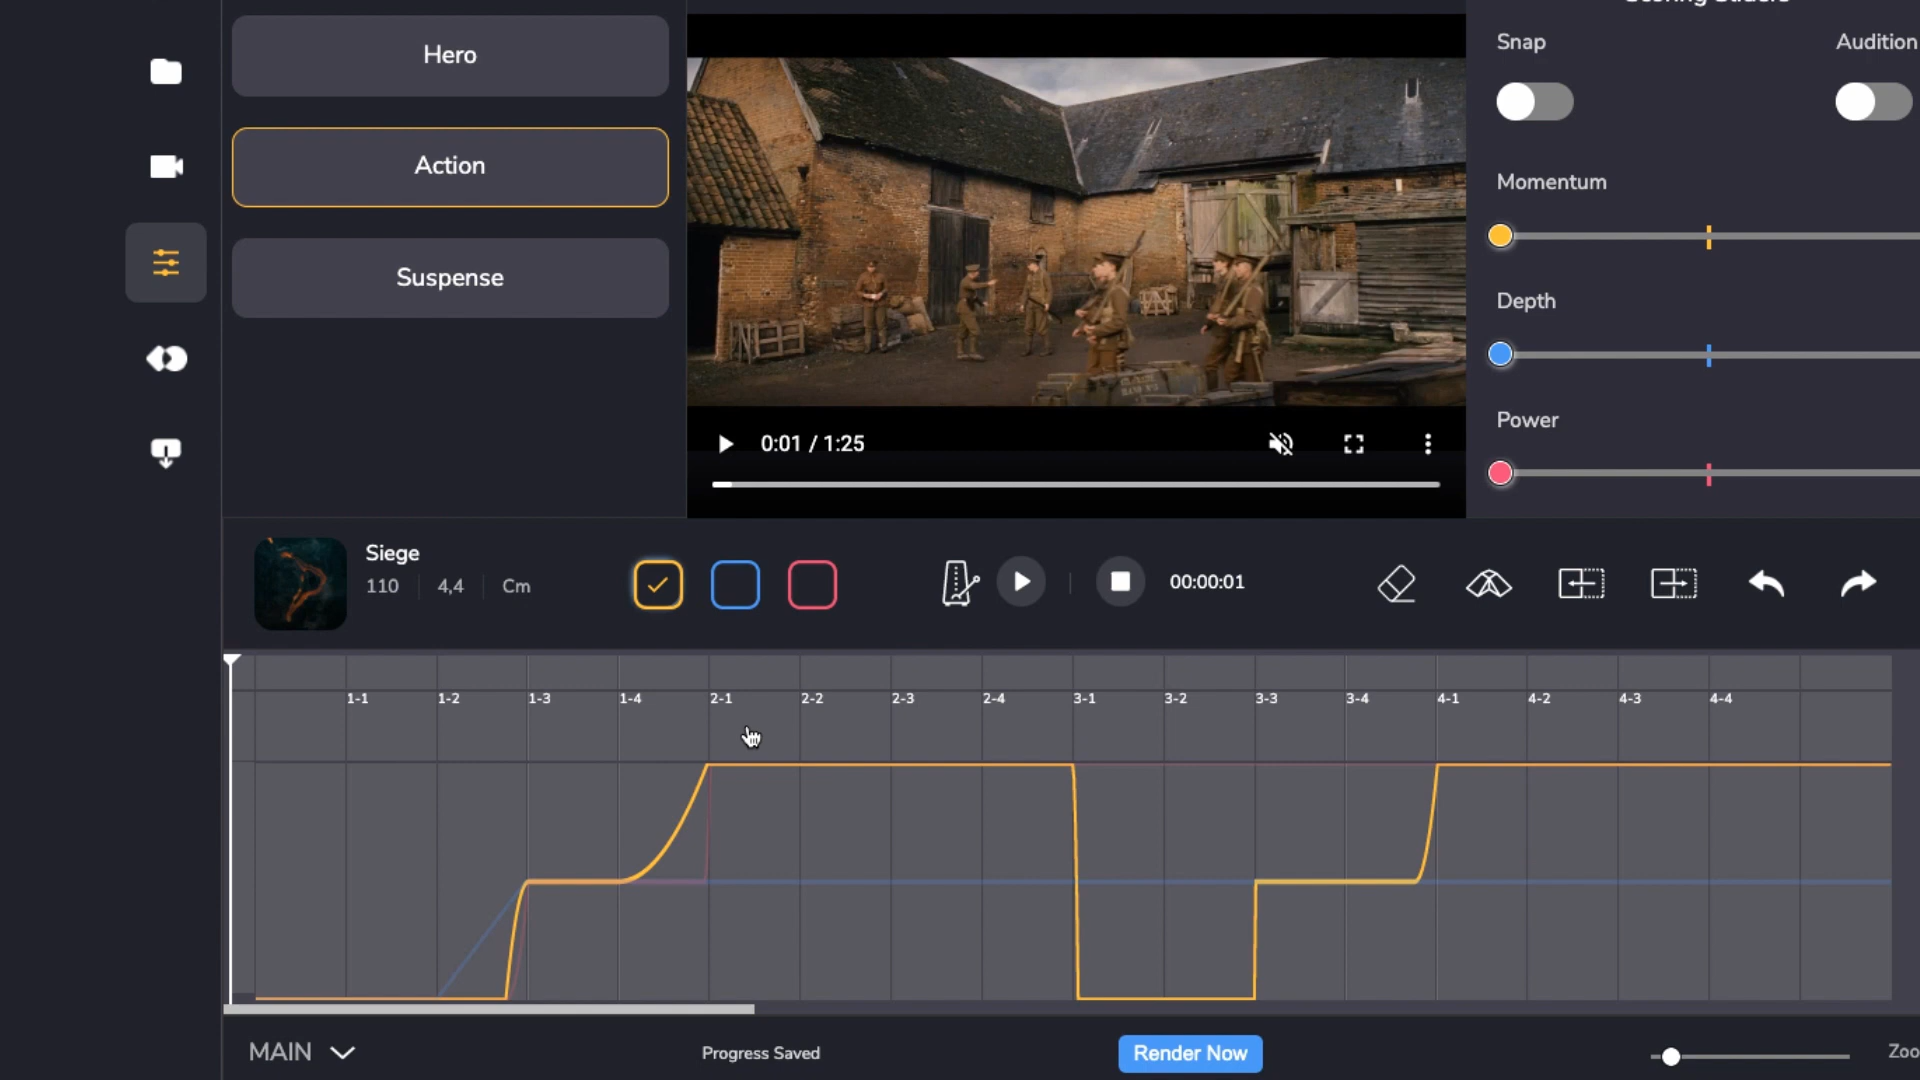 Hero
Action
Suspense
0:01 / 1:25
Snap
Audition
Momentum
Depth
Power
Siege
110 4,4 Cm
00:00:01
1-1 1-2 1-3 1-4 2-1 2-2 2-3 2-4 3-1 3-2 3-3 3-4 4-1 4-2 4-3 4-4
MAIN
Progress Saved
Render Now
Zoo